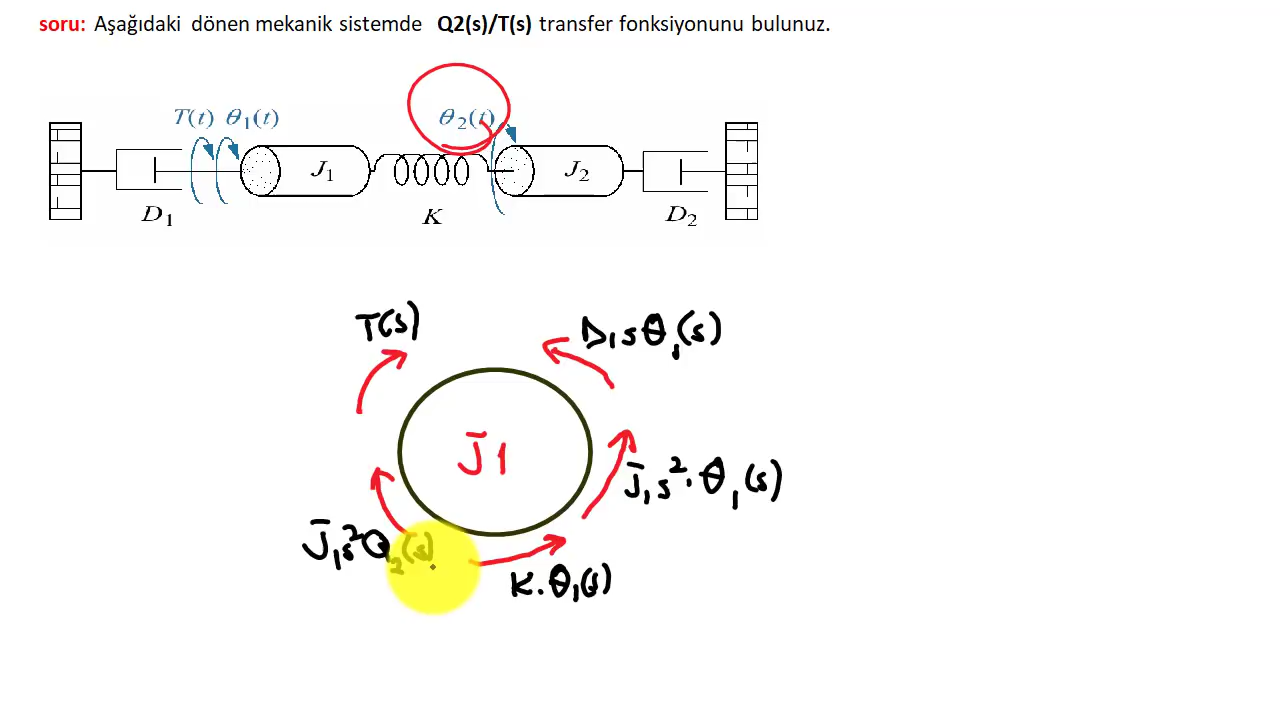 soru: Aşağıdaki dönen mekanik sistemde Q2(s)/T(s) transfer fonksiyonunu bulunuz.
T(t) θ1(t) θ2(t)
J1 J2
D1 K D2
T(s) D1sθ1(s)
J1
J1s²·θ1(s)
J1s²Q2(s)
K·θ1(s)